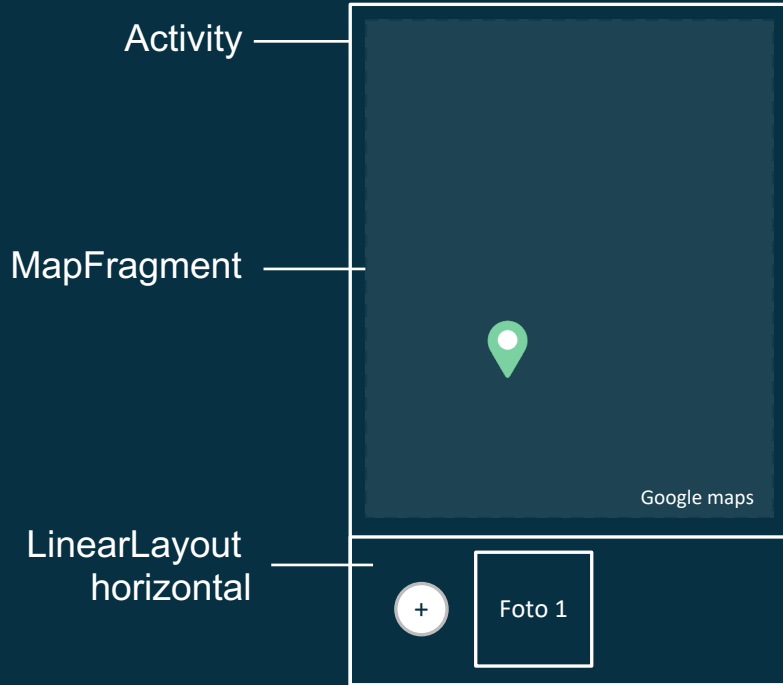 Activity
MapFragment
Google maps
LinearLayout
horizontal
+
Foto 1